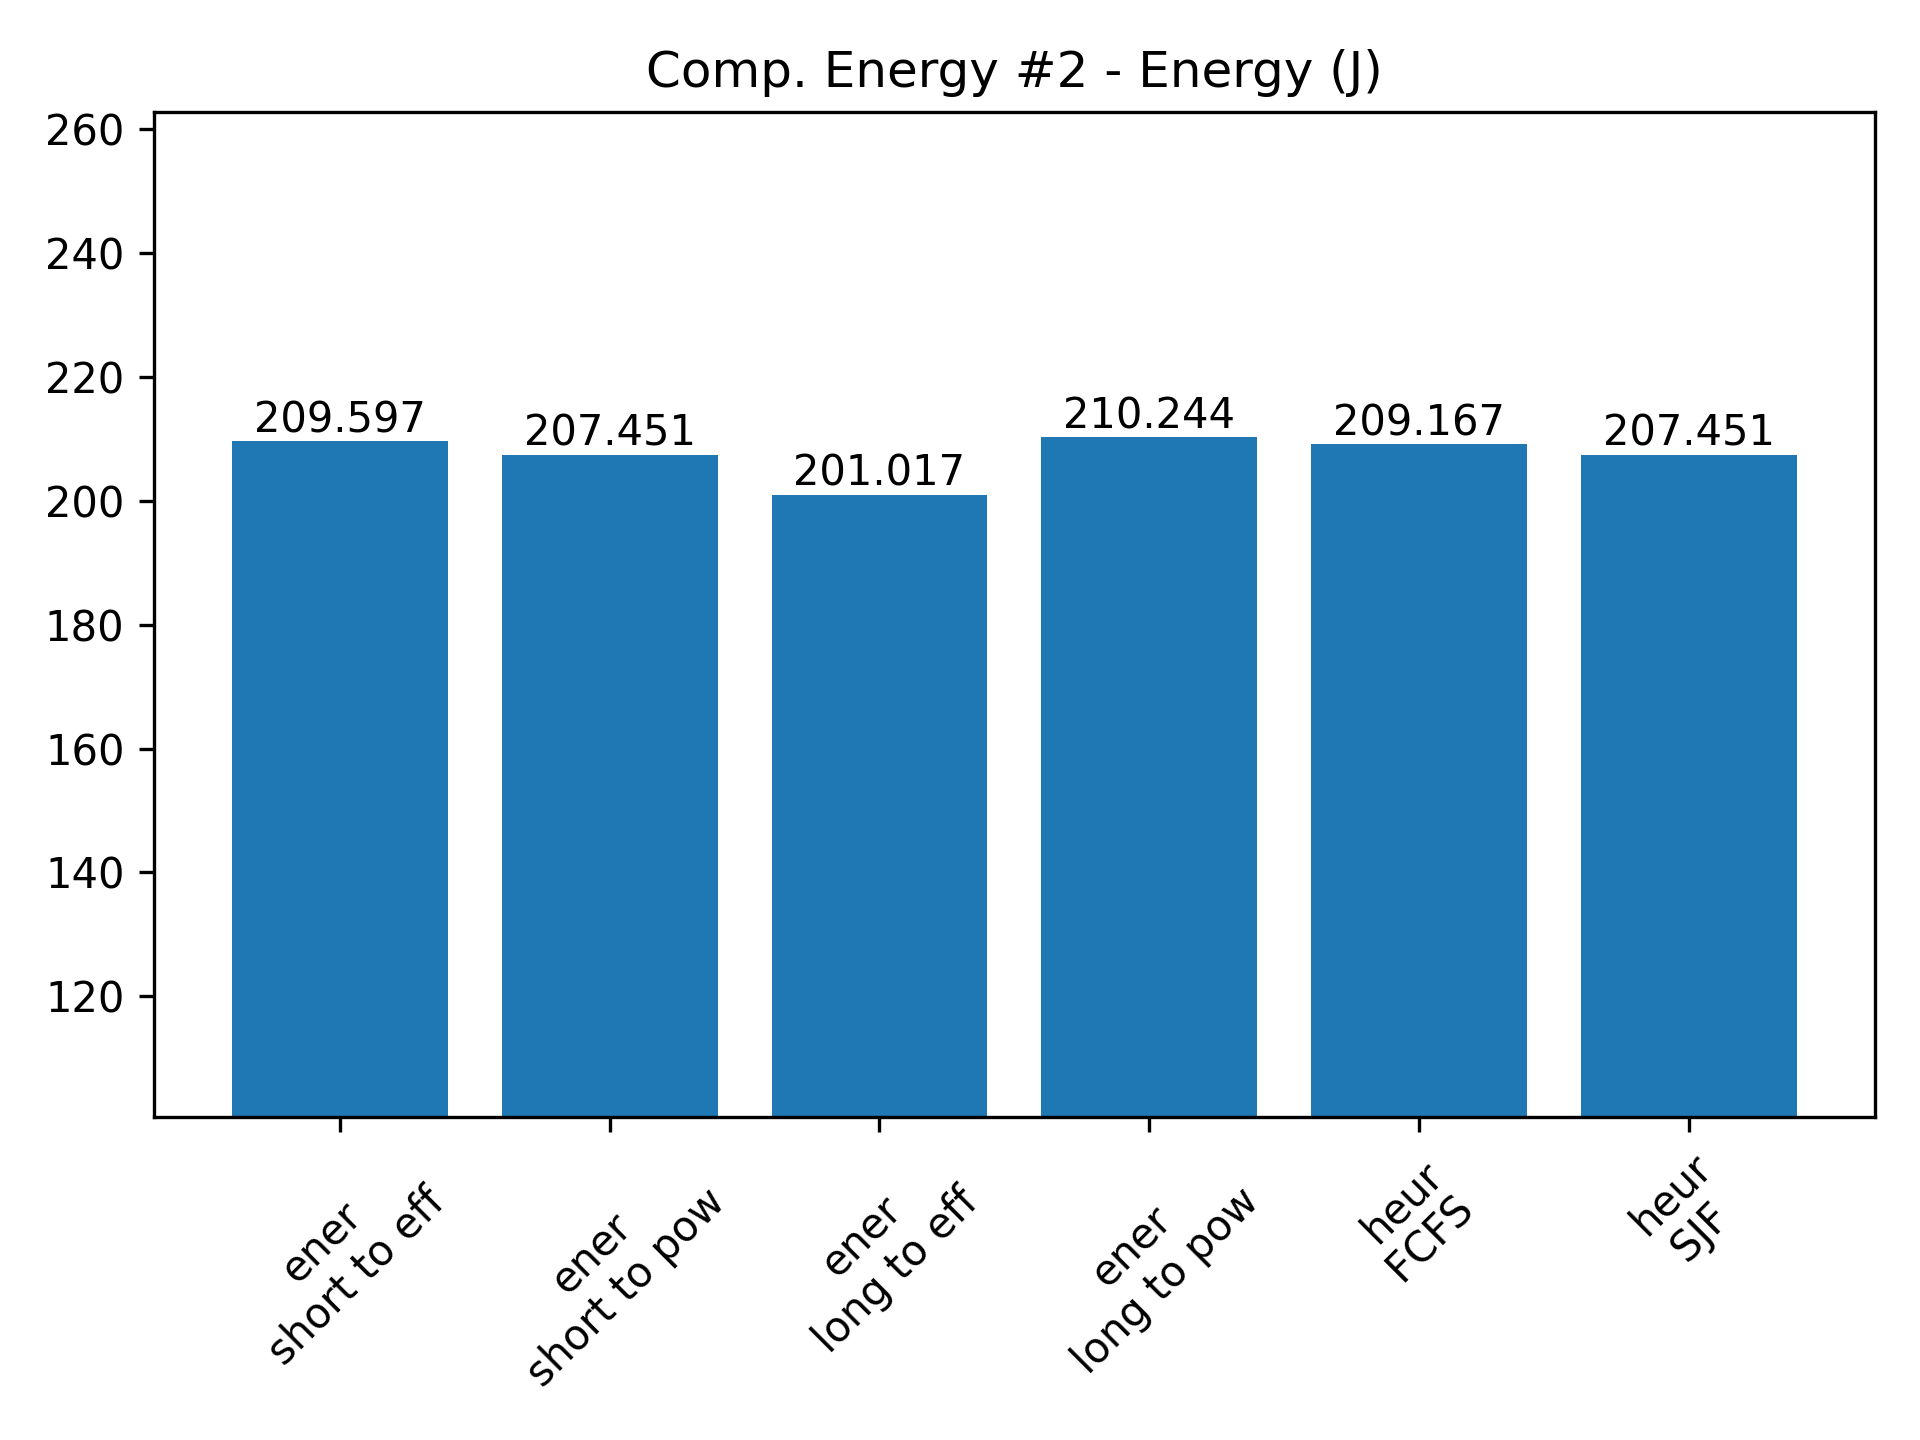 Comp. Energy #2 - Energy (J)
260
240
220
200
180
160
140
120
209.597
207.451
201.017
210.244
209.167
207.451
ener
short to eff
ener
short to pow
ener
long to eff
ener
long to pow
heur
FCFS
heur
SJF